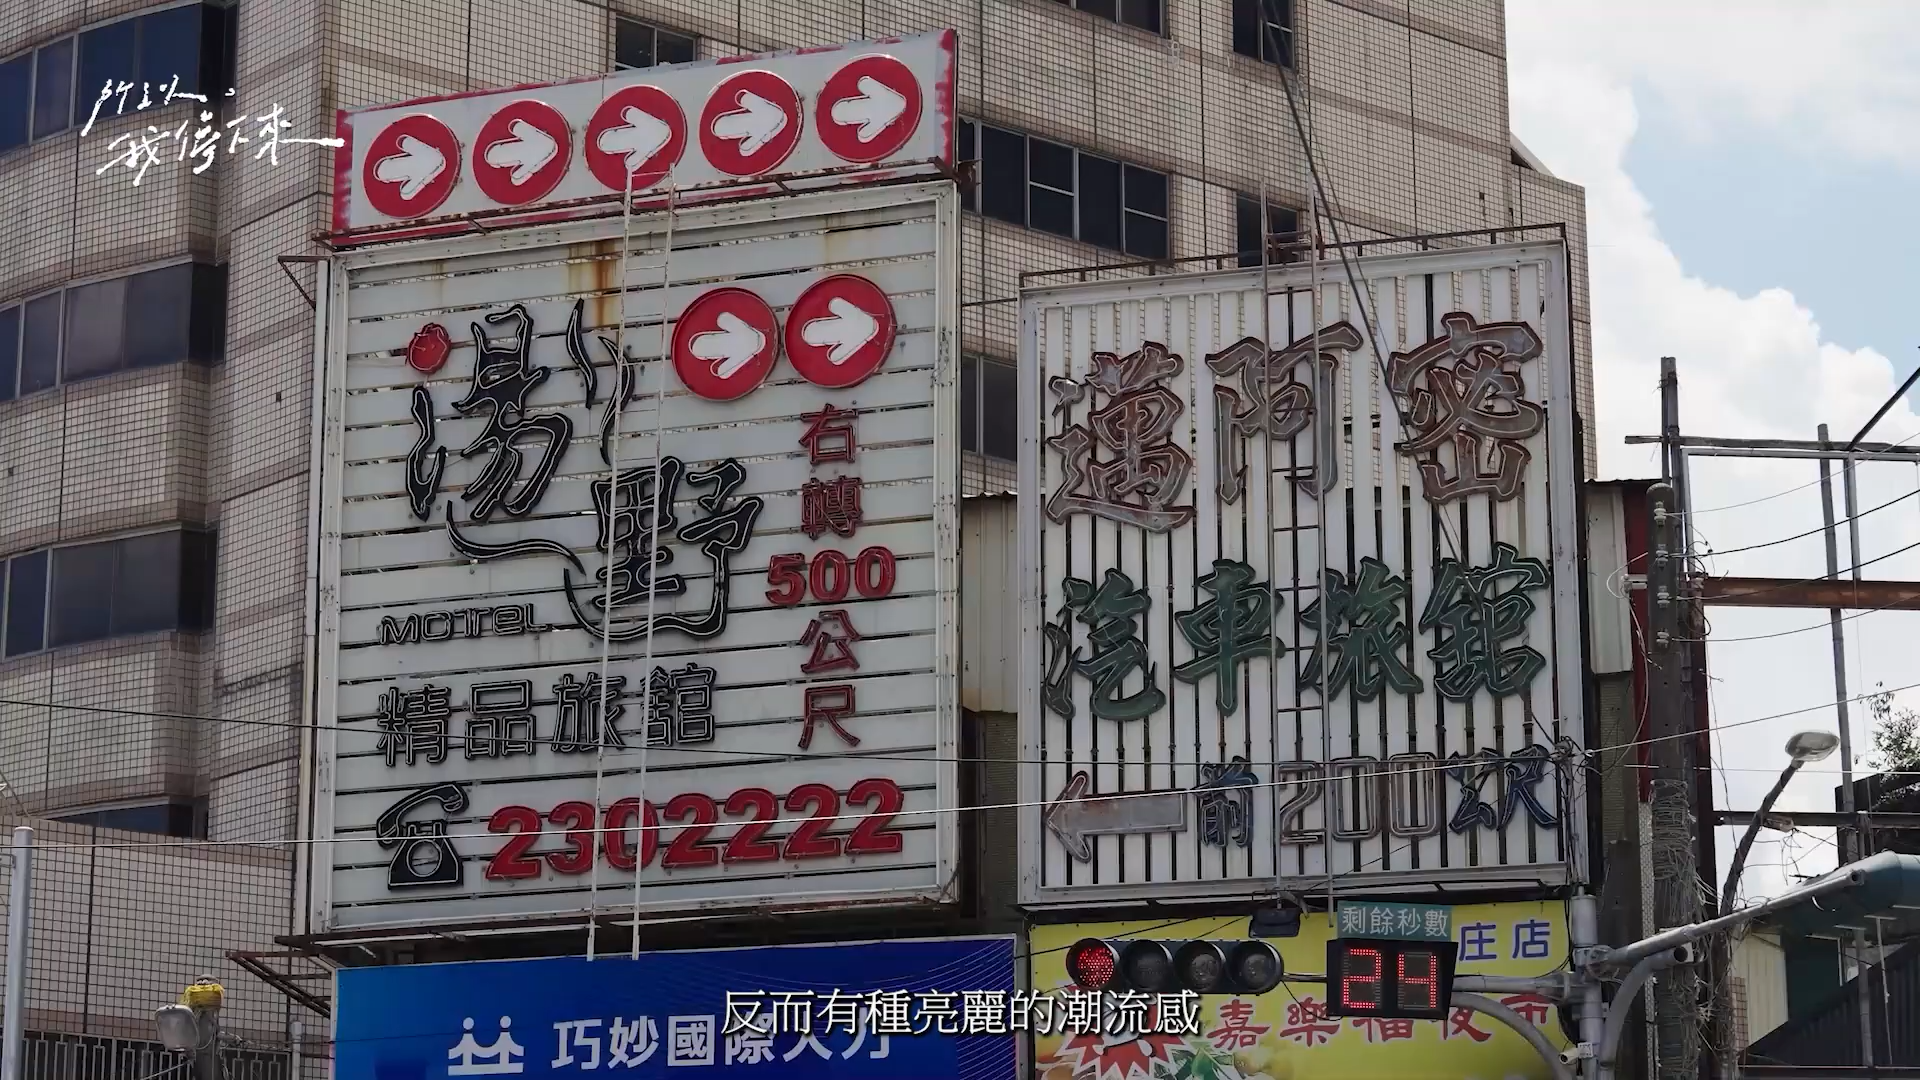 所以、
我停下來
湯野
MOTEL
精品旅館
右轉
500
公尺
2302222
邁阿密
汽車旅館
前200公尺
剩餘秒數
24
庄店
嘉樂福夜市
巧妙國際人力
反而有種亮麗的潮流感